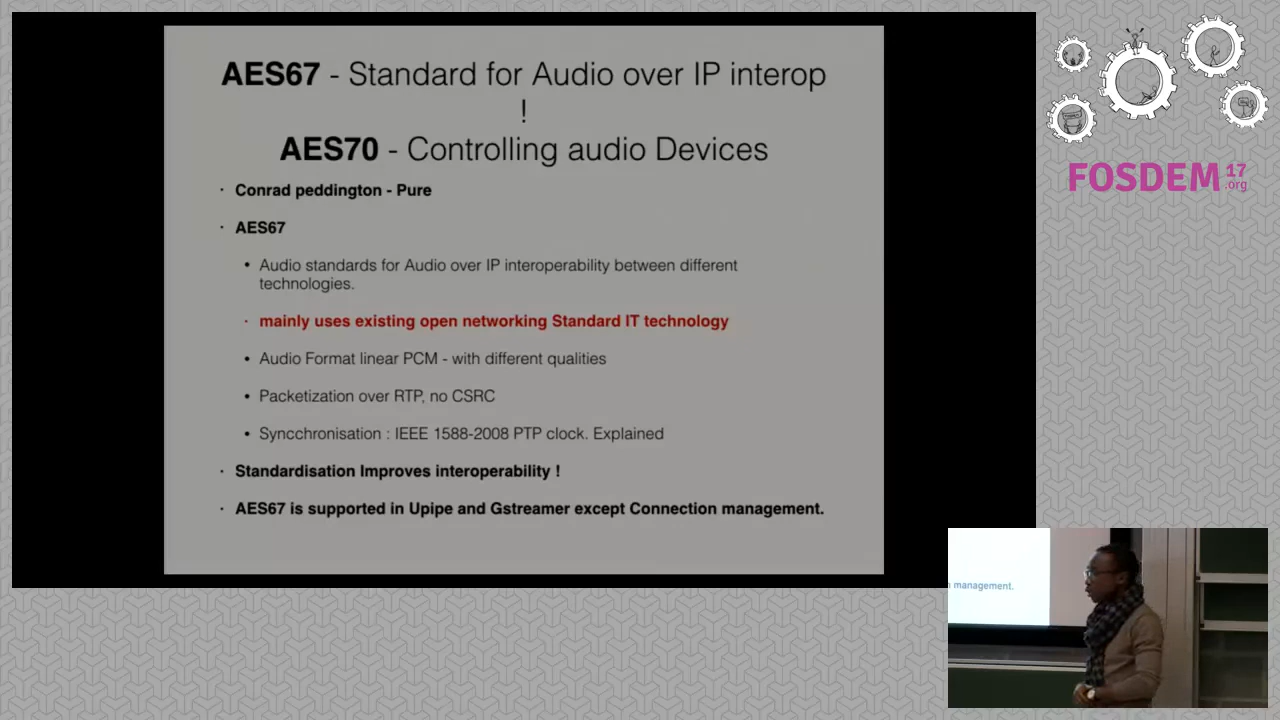 AES67 - Standard for Audio over IP interop
!
AES70 - Controlling audio Devices
· Conrad peddington - Pure
· AES67
• Audio standards for Audio over IP interoperability between different
technologies.
· mainly uses existing open networking Standard IT technology
• Audio Format linear PCM - with different qualities
• Packetization over RTP, no CSRC
• Syncchronisation : IEEE 1588-2008 PTP clock. Explained
· Standardisation Improves interoperability !
· AES67 is supported in Upipe and Gstreamer except Connection management.
FOSDEM 17
.org
management.